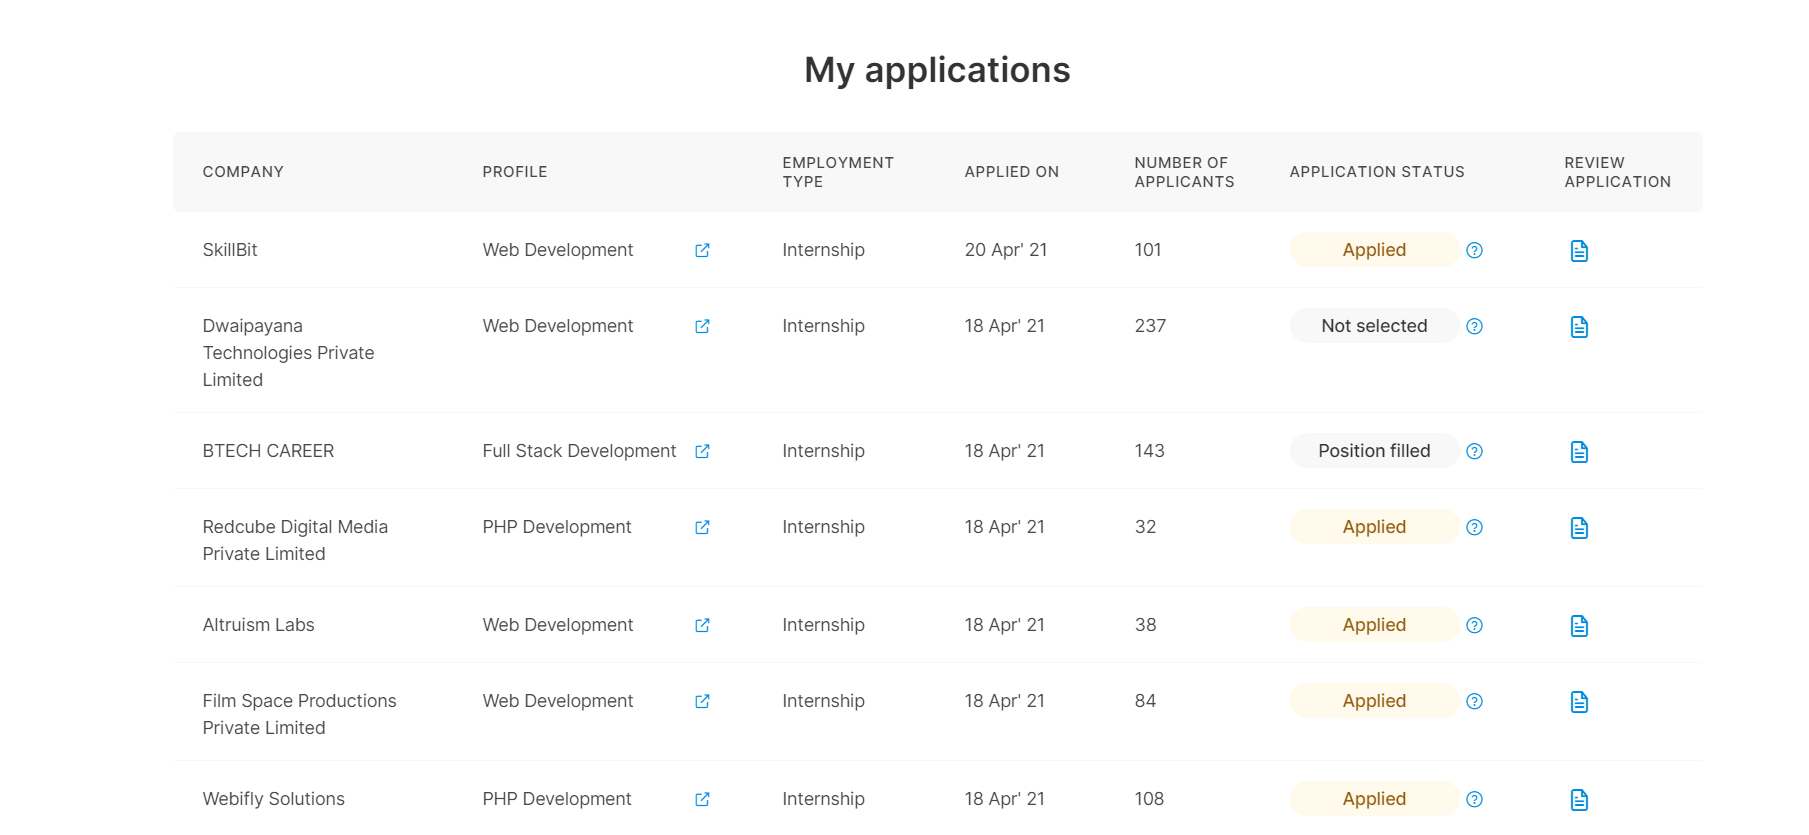 My applications
COMPANY PROFILE EMPLOYMENT TYPE APPLIED ON NUMBER OF APPLICANTS APPLICATION STATUS REVIEW APPLICATION
SkillBit Web Development Internship 20 Apr' 21 101 Applied
Dwaipayana Web Development Internship 18 Apr' 21 237 Not selected
Technologies Private
Limited
BTECH CAREER Full Stack Development Internship 18 Apr' 21 143 Position filled
Redcube Digital Media PHP Development Internship 18 Apr' 21 32 Applied
Private Limited
Altruism Labs Web Development Internship 18 Apr' 21 38 Applied
Film Space Productions Web Development Internship 18 Apr' 21 84 Applied
Private Limited
Webifly Solutions PHP Development Internship 18 Apr' 21 108 Applied